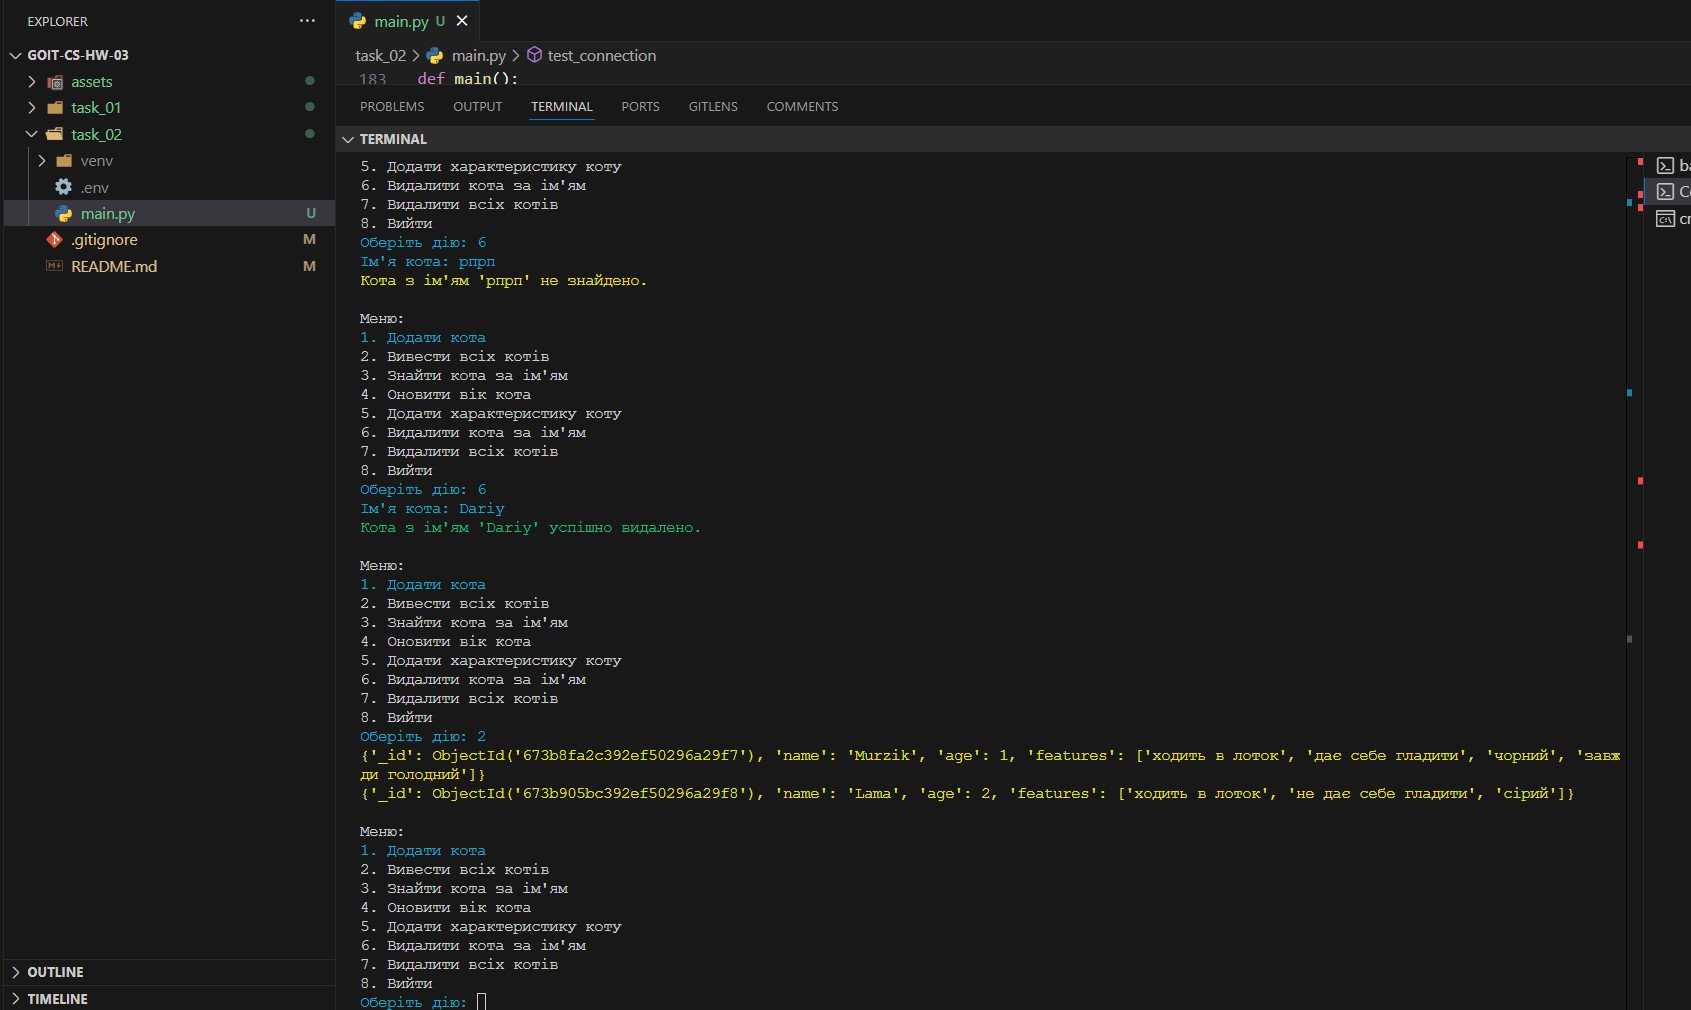 EXPLORER
GOIT-CS-HW-03
assets
task_01
task_02
venv
.env
main.py U
.gitignore M
README.md M
OUTLINE
TIMELINE
main.py U
task_02 > main.py > test_connection
183 def main():
PROBLEMS OUTPUT TERMINAL PORTS GITLENS COMMENTS
TERMINAL
5. Додати характеристику коту
6. Видалити кота за ім'ям
7. Видалити всіх котів
8. Вийти
Оберіть дію: 6
Ім'я кота: рпрп
Кота з ім'ям 'рпрп' не знайдено.
Меню:
1. Додати кота
2. Вивести всіх котів
3. Знайти кота за ім'ям
4. Оновити вік кота
5. Додати характеристику коту
6. Видалити кота за ім'ям
7. Видалити всіх котів
8. Вийти
Оберіть дію: 6
Ім'я кота: Dariy
Кота з ім'ям 'Dariy' успішно видалено.
Меню:
1. Додати кота
2. Вивести всіх котів
3. Знайти кота за ім'ям
4. Оновити вік кота
5. Додати характеристику коту
6. Видалити кота за ім'ям
7. Видалити всіх котів
8. Вийти
Оберіть дію: 2
{'_id': ObjectId('673b8fa2c392ef50296a29f7'), 'name': 'Murzik', 'age': 1, 'features': ['ходить в лоток', 'дає себе гладити', 'чорний', 'завж
ди голодний']}
{'_id': ObjectId('673b905bc392ef50296a29f8'), 'name': 'Lama', 'age': 2, 'features': ['ходить в лоток', 'не дає себе гладити', 'сірий']}
Меню:
1. Додати кота
2. Вивести всіх котів
3. Знайти кота за ім'ям
4. Оновити вік кота
5. Додати характеристику коту
6. Видалити кота за ім'ям
7. Видалити всіх котів
8. Вийти
Оберіть дію: